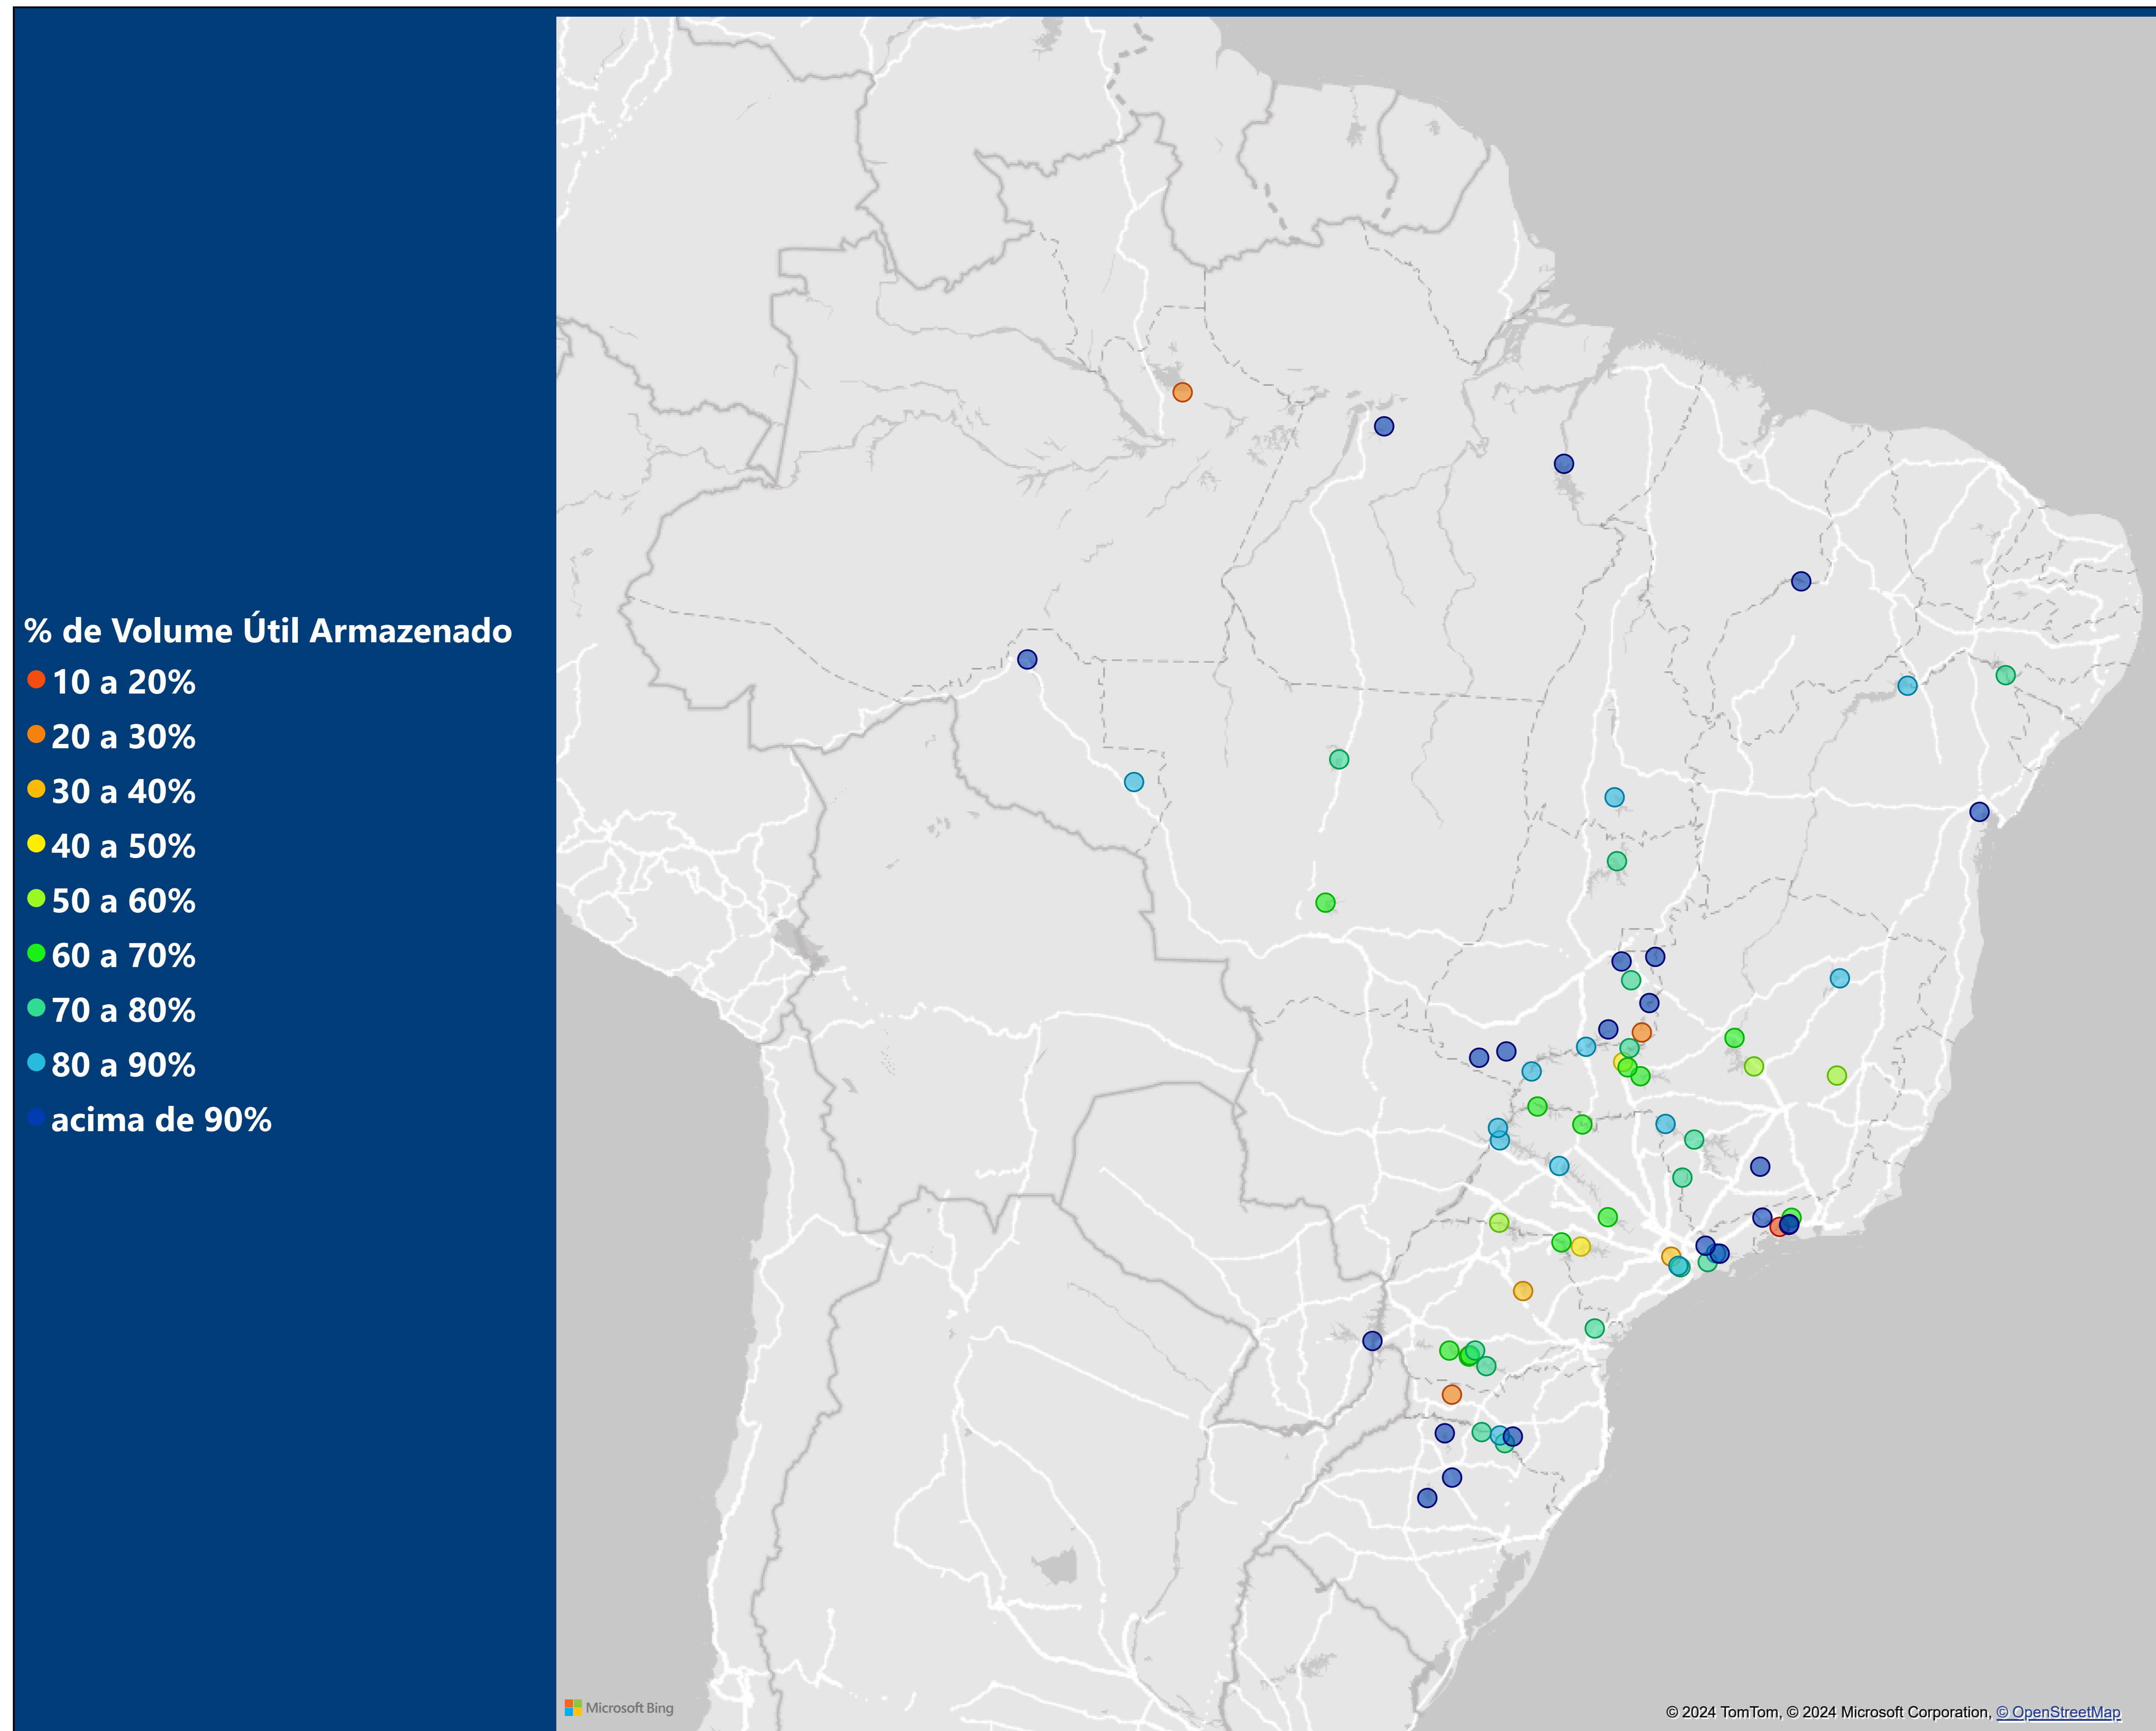 % de Volume Útil Armazenado
10 a 20%
20 a 30%
30 a 40%
40 a 50%
50 a 60%
60 a 70%
70 a 80%
80 a 90%
acima de 90%
Microsoft Bing
© 2024 TomTom, © 2024 Microsoft Corporation, © OpenStreetMap